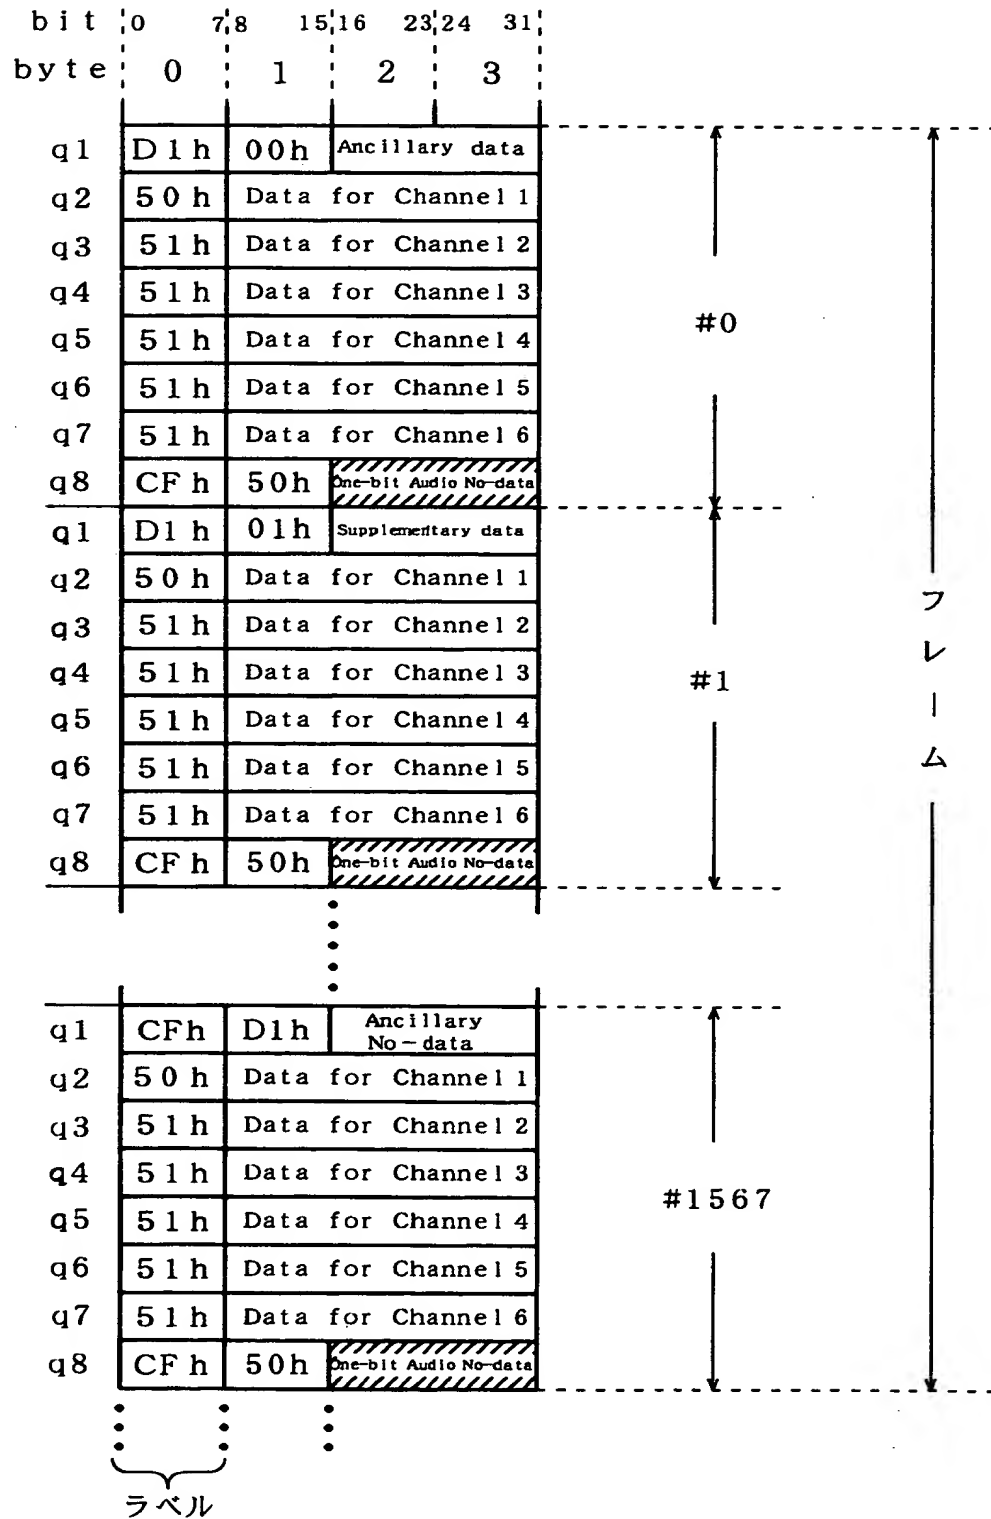 bit 0 7 8 15 16 23 24 31
byte 0 1 2 3
q1 D1h 00h Ancillary data
q2 50h Data for Channel 1
q3 51h Data for Channel 2
q4 51h Data for Channel 3
q5 51h Data for Channel 4
q6 51h Data for Channel 5
q7 51h Data for Channel 6
q8 CFh 50h One-bit Audio No-data
#0
q1 D1h 01h Supplementary data
q2 50h Data for Channel 1
q3 51h Data for Channel 2
q4 51h Data for Channel 3
q5 51h Data for Channel 4
q6 51h Data for Channel 5
q7 51h Data for Channel 6
q8 CFh 50h One-bit Audio No-data
#1
q1 CFh D1h Ancillary
No-data
q2 50h Data for Channel 1
q3 51h Data for Channel 2
q4 51h Data for Channel 3
q5 51h Data for Channel 4
q6 51h Data for Channel 5
q7 51h Data for Channel 6
q8 CFh 50h One-bit Audio No-data
#1567
フレーム
ラベル